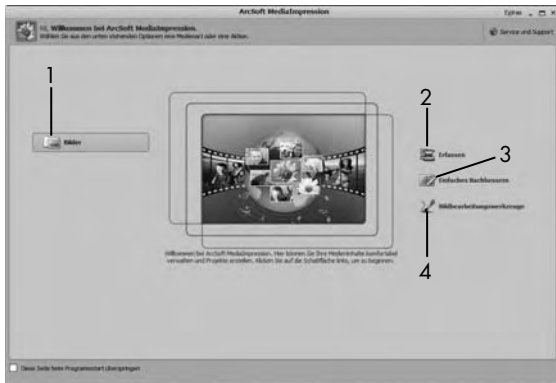 ArcSoft MediaImpression
Extras
Hi, Willkommen bei ArcSoft MediaImpression.
Wählen Sie aus den unten stehenden Optionen eine Medienart oder eine Aktion.
Service and Support
1
Bilder
2
Erfassen
3
Einfaches Nachbessern
Bildbearbeitungswerkzeuge
4
Willkommen bei ArcSoft MediaImpression. Hier können Sie Ihre Medieninhalte komfortabel
verwalten und Projekte erstellen. Klicken Sie auf die Schaltfläche links, um zu beginnen.
Diese Seite beim Programmstart überspringen